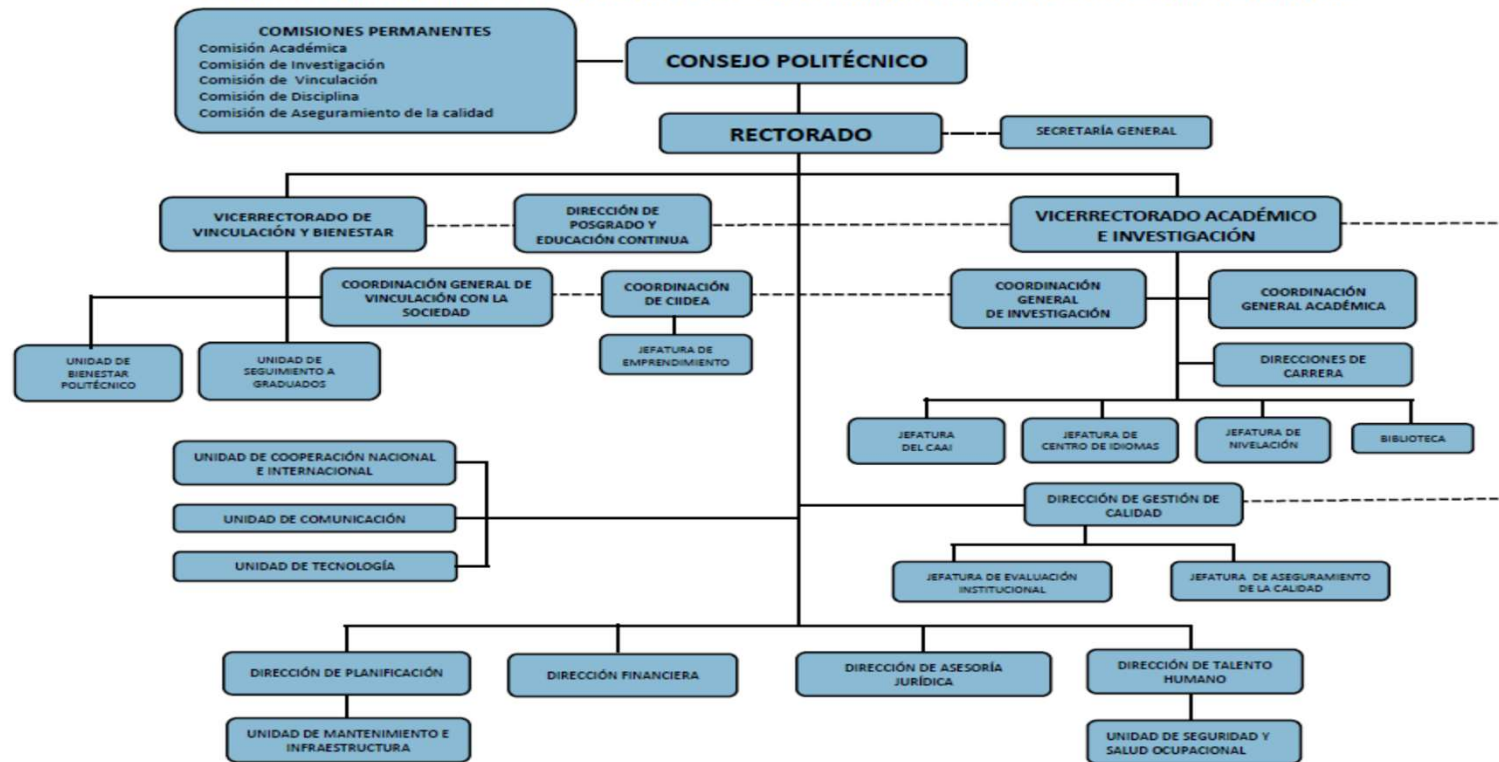 COMISIONES PERMANENTES
Comisión Académica
Comisión de Investigación
Comisión de Vinculación
Comisión de Disciplina
Comisión de Aseguramiento de la calidad
CONSEJO POLITÉCNICO
RECTORADO
SECRETARÍA GENERAL
VICERRECTORADO DE
VINCULACIÓN Y BIENESTAR
DIRECCIÓN DE
POSGRADO Y
EDUCACIÓN CONTINUA
VICERRECTORADO ACADÉMICO
E INVESTIGACIÓN
COORDINACIÓN GENERAL DE
VINCULACIÓN CON LA
SOCIEDAD
COORDINACIÓN
DE CIIDEA
COORDINACIÓN
GENERAL
DE INVESTIGACIÓN
COORDINACIÓN
GENERAL ACADÉMICA
UNIDAD DE
BIENESTAR
POLITÉCNICO
UNIDAD DE
SEGUIMIENTO A
GRADUADOS
JEFATURA DE
EMPRENDIMIENTO
DIRECCIONES DE
CARRERA
JEFATURA
DEL CAAI
JEFATURA DE
CENTRO DE IDIOMAS
JEFATURA DE
NIVELACIÓN
BIBLIOTECA
UNIDAD DE COOPERACIÓN NACIONAL
E INTERNACIONAL
UNIDAD DE COMUNICACIÓN
UNIDAD DE TECNOLOGÍA
DIRECCIÓN DE GESTIÓN DE
CALIDAD
JEFATURA DE EVALUACIÓN
INSTITUCIONAL
JEFATURA DE ASEGURAMIENTO
DE LA CALIDAD
DIRECCIÓN DE PLANIFICACIÓN
DIRECCIÓN FINANCIERA
DIRECCIÓN DE ASESORÍA
JURÍDICA
DIRECCIÓN DE TALENTO
HUMANO
UNIDAD DE MANTENIMIENTO E
INFRAESTRUCTURA
UNIDAD DE SEGURIDAD Y
SALUD OCUPACIONAL